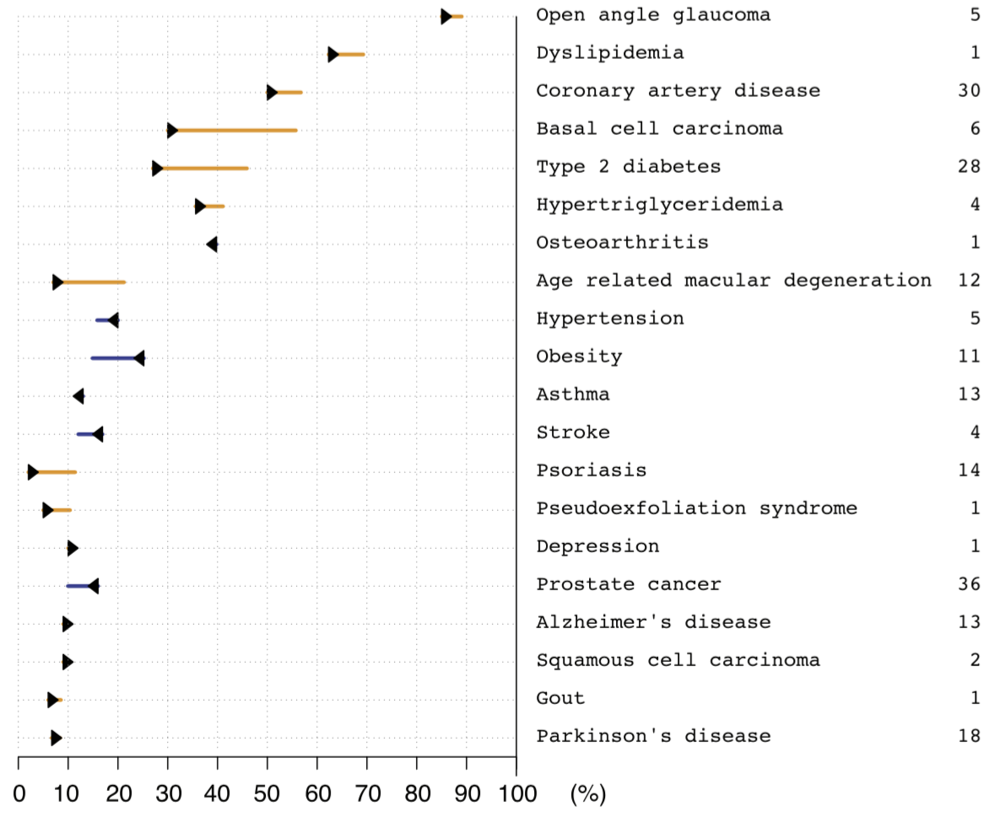 Open angle glaucoma 5
Dyslipidemia 1
Coronary artery disease 30
Basal cell carcinoma 6
Type 2 diabetes 28
Hypertriglyceridemia 4
Osteoarthritis 1
Age related macular degeneration 12
Hypertension 5
Obesity 11
Asthma 13
Stroke 4
Psoriasis 14
Pseudoexfoliation syndrome 1
Depression 1
Prostate cancer 36
Alzheimer's disease 13
Squamous cell carcinoma 2
Gout 1
Parkinson's disease 18
0 10 20 30 40 50 60 70 80 90 100 (%)